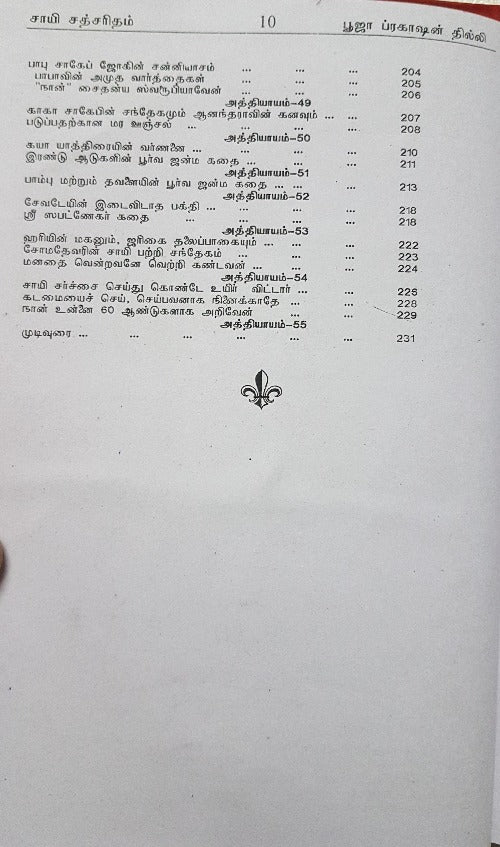 சாயி சத்சரிதம் 10 பூஜா ப்ரகாஷன் தில்லி
பாபு சாகேப் ஜோகின் சன்னியாசம் ... ... ... 204
பாபாவின் அமுத வார்த்தைகள் ... ... ... 205
"நான்" சைதன்ய ஸ்வரூபியாவேன் ... ... ... 206
அத்தியாயம்-49
காகா சாகேபின் சந்தேகமும் ஆனந்தராவின் கனவும் ... ... 207
படுப்பதற்கான மர ஊஞ்சல் ... ... ... ... 208
அத்தியாயம்-50
கயா யாத்திரையின் வர்ணனை ... ... ... ... 210
இரண்டு ஆடுகளின் பூர்வ ஜன்ம கதை ... ... ... 211
அத்தியாயம்-51
பாம்பு மற்றும் தவளையின் பூர்வ ஜன்ம கதை ... ... ... 213
அத்தியாயம்-52
சேவடேயின் இடைவிடாத பக்தி ... ... ... ... 218
ஸ்ரீ ஸபட்ணேகர் கதை ... ... ... ... 218
அத்தியாயம்-53
ஹரியின் மகனும், ஜரிகை தலைப்பாகையும் ... ... ... 222
சோமதேவரின் சாயி பற்றி சந்தேகம் ... ... ... 223
மனதை வென்றவனே வெற்றி கண்டவன் ... ... ... 224
அத்தியாயம்-54
சாயி சர்ச்சை செய்து கொண்டே உயிர் விட்டார் ... ... 226
கடமையைச் செய், செய்பவனாக நினைக்காதே ... ... 228
நான் உன்னை 60 ஆண்டுகளாக அறிவேன் ... ... 229
அத்தியாயம்-55
முடிவுரை ... ... ... ... ... ... 231